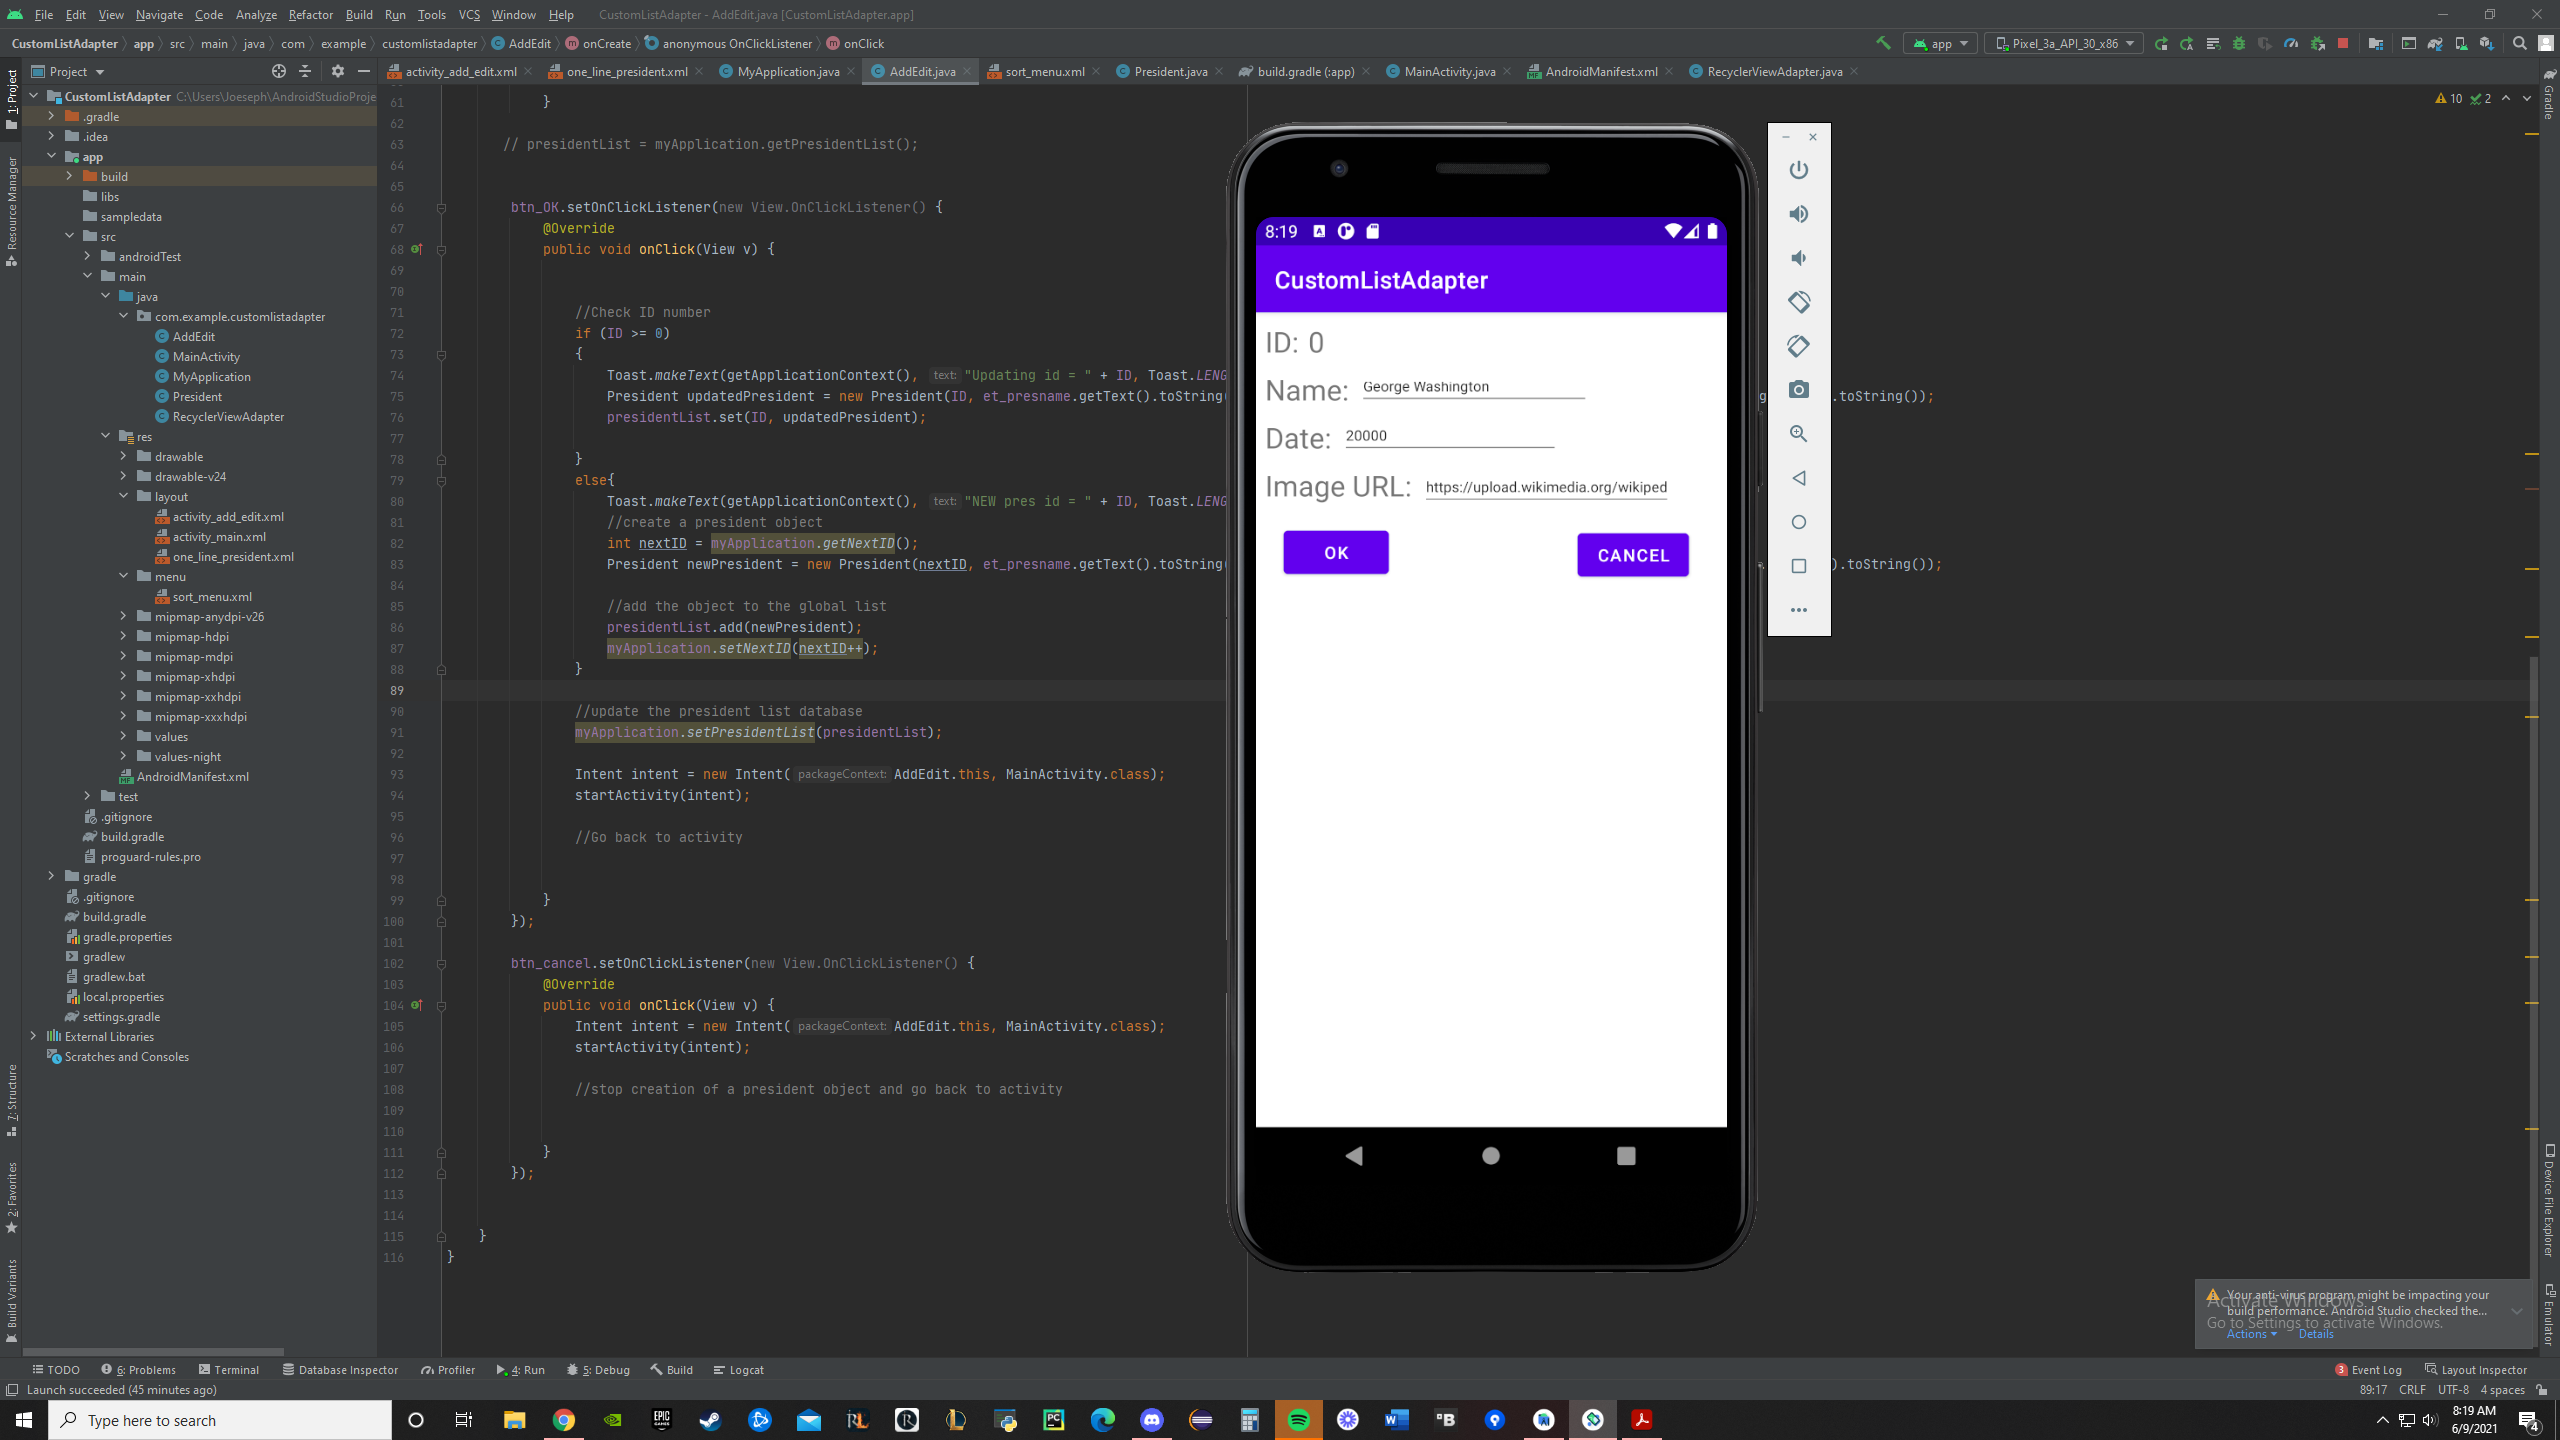 File Edit View Navigate Code Analyze Refactor Build Run Tools VCS Window Help CustomListAdapter - AddEdit.java [CustomListAdapter.app]
CustomListAdapter app src main java com example customlistadapter AddEdit onCreate anonymous OnClickListener onClick app Pixel_3a_API_30_x86
Project activity_add_edit.xml one_line_president.xml MyApplication.java AddEdit.java sort_menu.xml President.java build.gradle (:app) MainActivity.java AndroidManifest.xml RecyclerViewAdapter.java
10 2
1: Project
Resource Manager
7: Structure
2: Favorites
Build Variants
CustomListAdapter C:\Users\Joeseph\AndroidStudioProje
.gradle
.idea
app
build
libs
sampledata
src
androidTest
main
java
com.example.customlistadapter
AddEdit
MainActivity
MyApplication
President
RecyclerViewAdapter
res
drawable
drawable-v24
layout
activity_add_edit.xml
activity_main.xml
one_line_president.xml
menu
sort_menu.xml
mipmap-anydpi-v26
mipmap-hdpi
mipmap-mdpi
mipmap-xhdpi
mipmap-xxhdpi
mipmap-xxxhdpi
values
values-night
AndroidManifest.xml
test
.gitignore
build.gradle
proguard-rules.pro
gradle
.gitignore
build.gradle
gradle.properties
gradlew
gradlew.bat
local.properties
settings.gradle
External Libraries
Scratches and Consoles
61 }
62
63 // presidentList = myApplication.getPresidentList();
64
65
66 btn_OK.setOnClickListener(new View.OnClickListener() {
67 @Override
68 public void onClick(View v) {
69
70
71 //Check ID number
72 if (ID >= 0)
73 {
74 Toast.makeText(getApplicationContext(), text: "Updating id = " + ID, Toast.LENG
75 President updatedPresident = new President(ID, et_presname.getText().toString( .toString());
76 presidentList.set(ID, updatedPresident);
77
78 }
79 else{
80 Toast.makeText(getApplicationContext(), text: "NEW pres id = " + ID, Toast.LENG
81 //create a president object
82 int nextID = myApplication.getNextID();
83 President newPresident = new President(nextID, et_presname.getText().toString( ).toString());
84
85 //add the object to the global list
86 presidentList.add(newPresident);
87 myApplication.setNextID(nextID++);
88 }
89
90 //update the president list database
91 myApplication.setPresidentList(presidentList);
92
93 Intent intent = new Intent( packageContext: AddEdit.this, MainActivity.class);
94 startActivity(intent);
95
96 //Go back to activity
97
98
99 }
100 });
101
102 btn_cancel.setOnClickListener(new View.OnClickListener() {
103 @Override
104 public void onClick(View v) {
105 Intent intent = new Intent( packageContext: AddEdit.this, MainActivity.class);
106 startActivity(intent);
107
108 //stop creation of a president object and go back to activity
109
110
111 }
112 });
113
114
115 }
116 }
8:19
CustomListAdapter
ID: 0
Name: George Washington
Date: 20000
Image URL: https://upload.wikimedia.org/wikiped
OK CANCEL
Gradle
Device File Explorer
Emulator
Your anti-virus program might be impacting your
build performance. Android Studio checked the...
Actions Details
Activate Windows
Go to Settings to activate Windows.
TODO 6: Problems Terminal Database Inspector Profiler 4: Run 5: Debug Build Logcat 3 Event Log Layout Inspector
Launch succeeded (45 minutes ago) 89:17 CRLF UTF-8 4 spaces
Type here to search
8:19 AM
6/9/2021
4